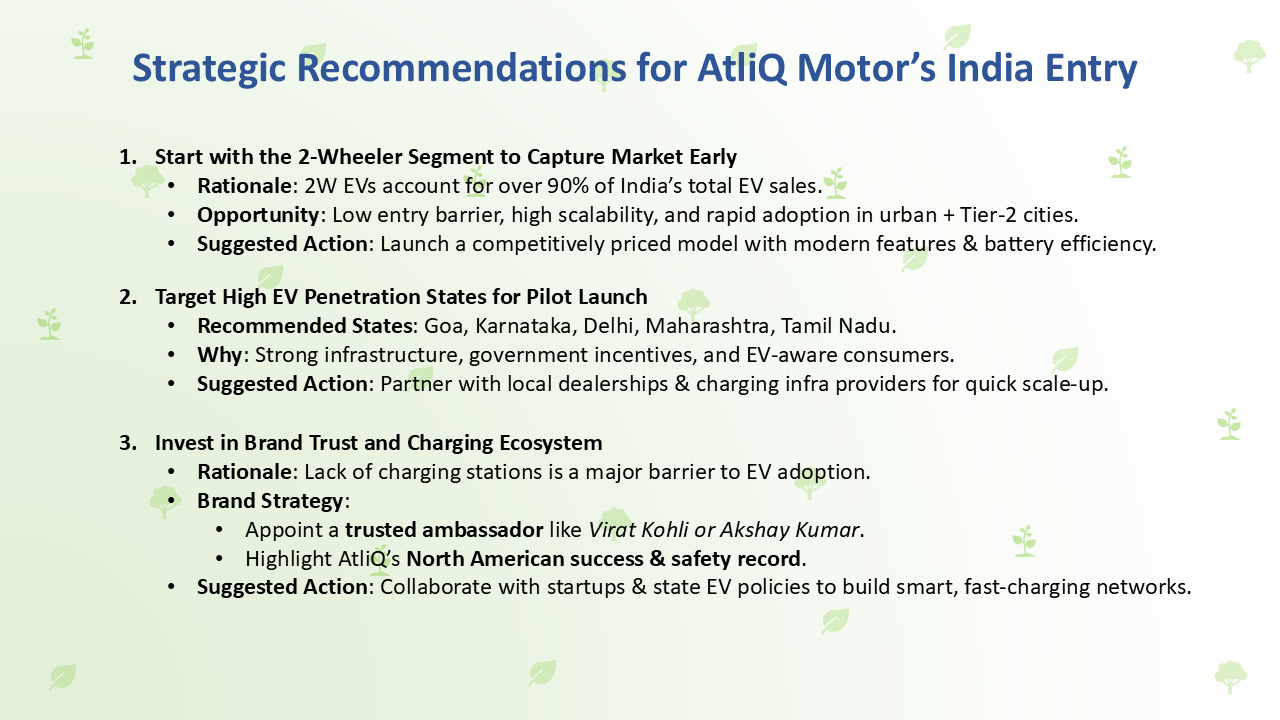 Strategic Recommendations for AtliQ Motor’s India Entry
1. Start with the 2-Wheeler Segment to Capture Market Early
• Rationale: 2W EVs account for over 90% of India’s total EV sales.
• Opportunity: Low entry barrier, high scalability, and rapid adoption in urban + Tier-2 cities.
• Suggested Action: Launch a competitively priced model with modern features & battery efficiency.
2. Target High EV Penetration States for Pilot Launch
• Recommended States: Goa, Karnataka, Delhi, Maharashtra, Tamil Nadu.
• Why: Strong infrastructure, government incentives, and EV-aware consumers.
• Suggested Action: Partner with local dealerships & charging infra providers for quick scale-up.
3. Invest in Brand Trust and Charging Ecosystem
• Rationale: Lack of charging stations is a major barrier to EV adoption.
• Brand Strategy:
• Appoint a trusted ambassador like Virat Kohli or Akshay Kumar.
• Highlight AtliQ’s North American success & safety record.
• Suggested Action: Collaborate with startups & state EV policies to build smart, fast-charging networks.